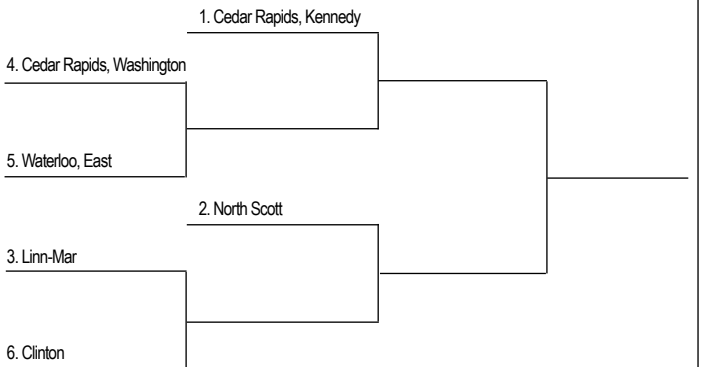 1. Cedar Rapids, Kennedy
4. Cedar Rapids, Washington
5. Waterloo, East
2. North Scott
3. Linn-Mar
6. Clinton